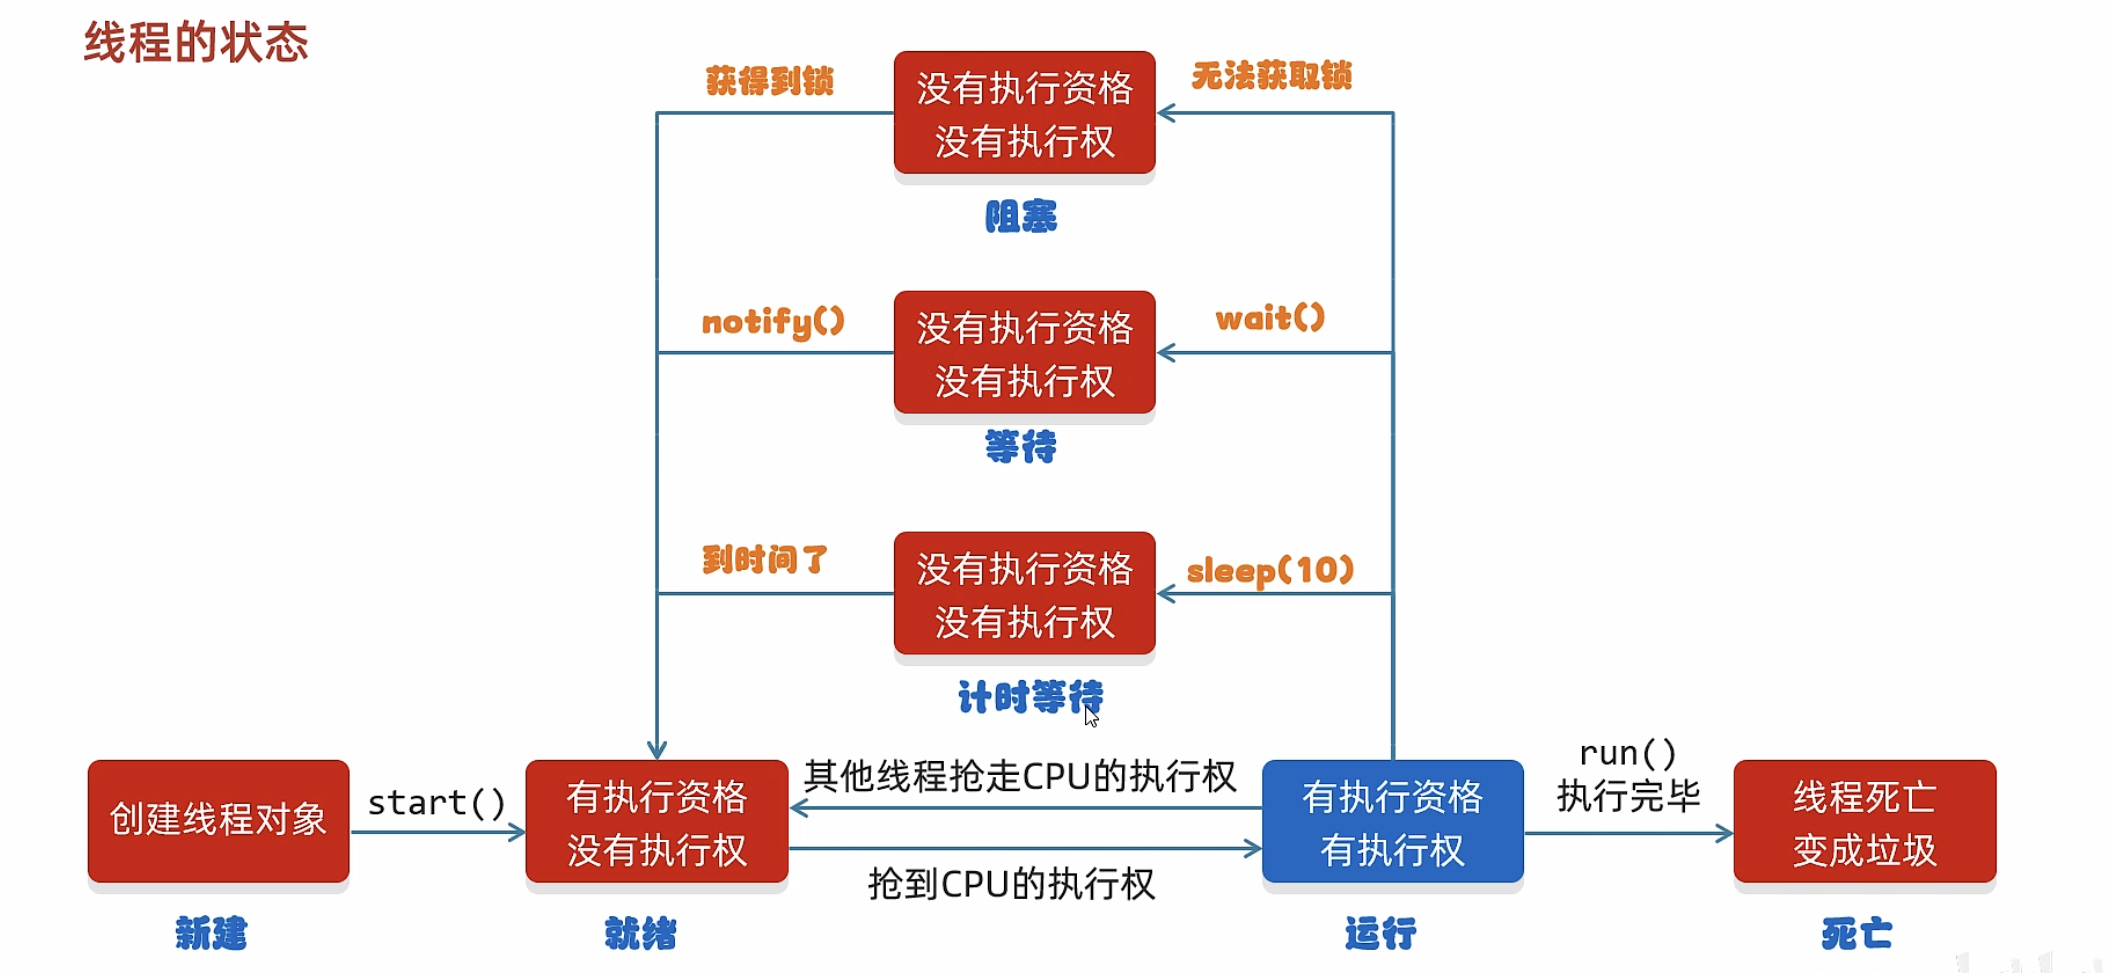 线程的状态
获得到锁
没有执行资格
没有执行权
无法获取锁
阻塞
notify()
没有执行资格
没有执行权
wait()
等待
到时间了
没有执行资格
没有执行权
sleep(10)
计时等待
创建线程对象
start()
有执行资格
没有执行权
其他线程抢走CPU的执行权
抢到CPU的执行权
有执行资格
有执行权
run()
执行完毕
线程死亡
变成垃圾
新建
就绪
运行
死亡